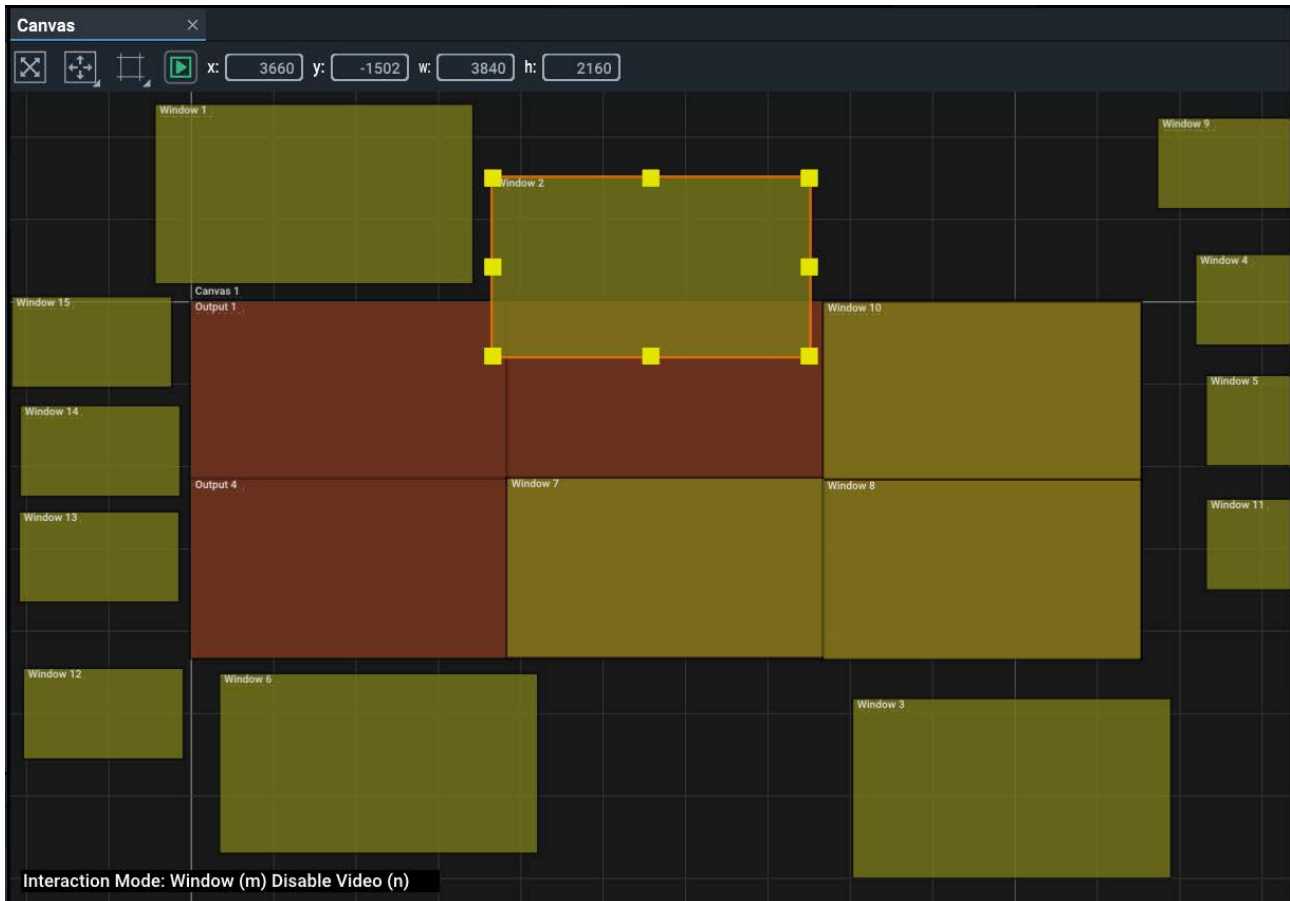 Canvas ×
x: 3660 y: -1502 w: 3840 h: 2160
Window 1
Window 9
Window 2
Window 4
Canvas 1
Window 15
Output 1
Window 10
Window 5
Window 14
Output 4
Window 7
Window 8
Window 11
Window 13
Window 12
Window 6
Window 3
Interaction Mode: Window (m) Disable Video (n)